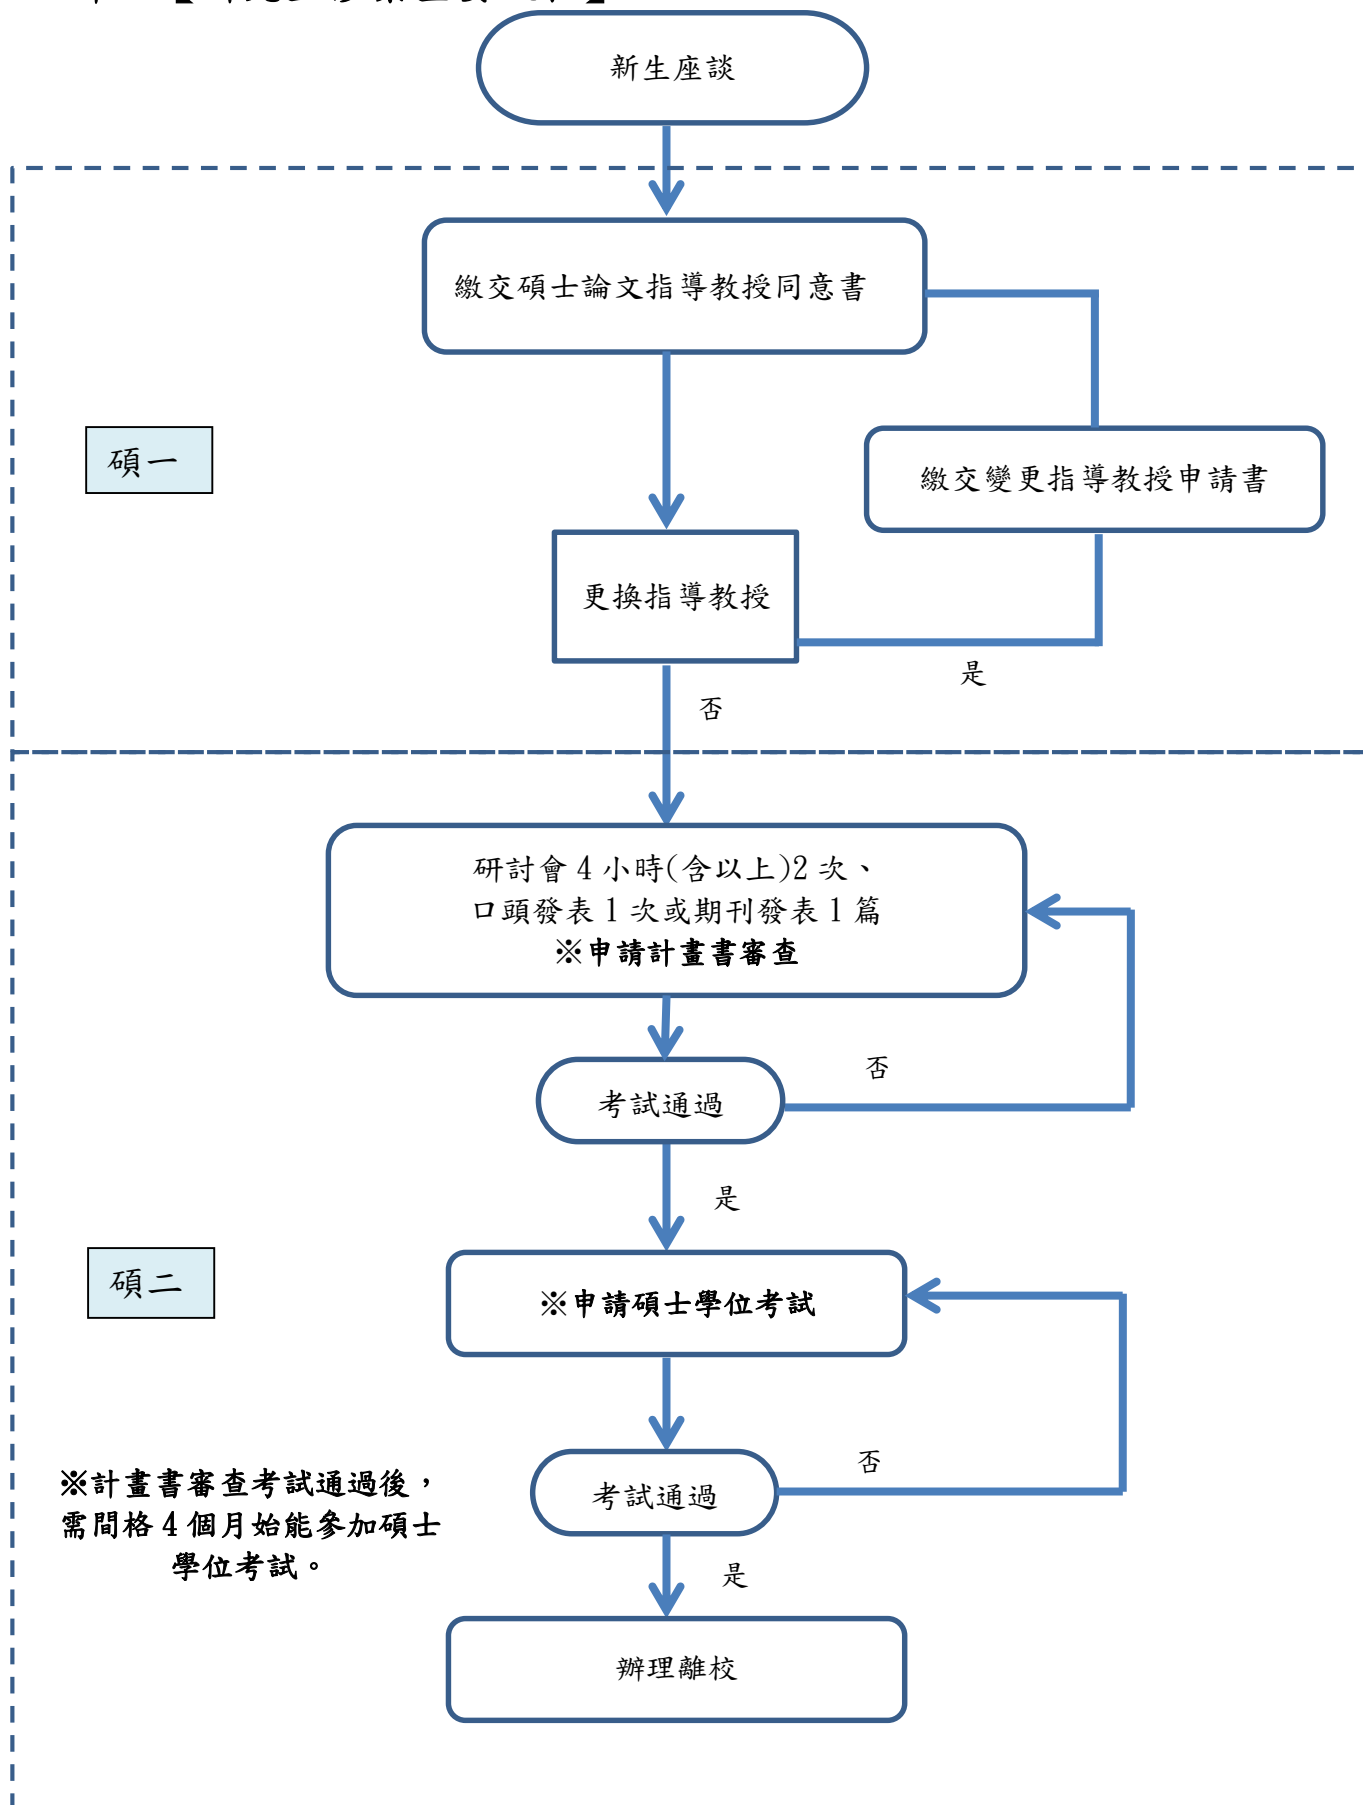 新生座談
繳交碩士論文指導教授同意書
碩一
繳交變更指導教授申請書
更換指導教授
是
否
研討會 4 小時(含以上)2 次、
口頭發表 1 次或期刊發表 1 篇
※申請計畫書審查
考試通過
否
是
碩二
※申請碩士學位考試
※計畫書審查考試通過後，
需間格 4 個月始能參加碩士
學位考試。
考試通過
否
是
辦理離校